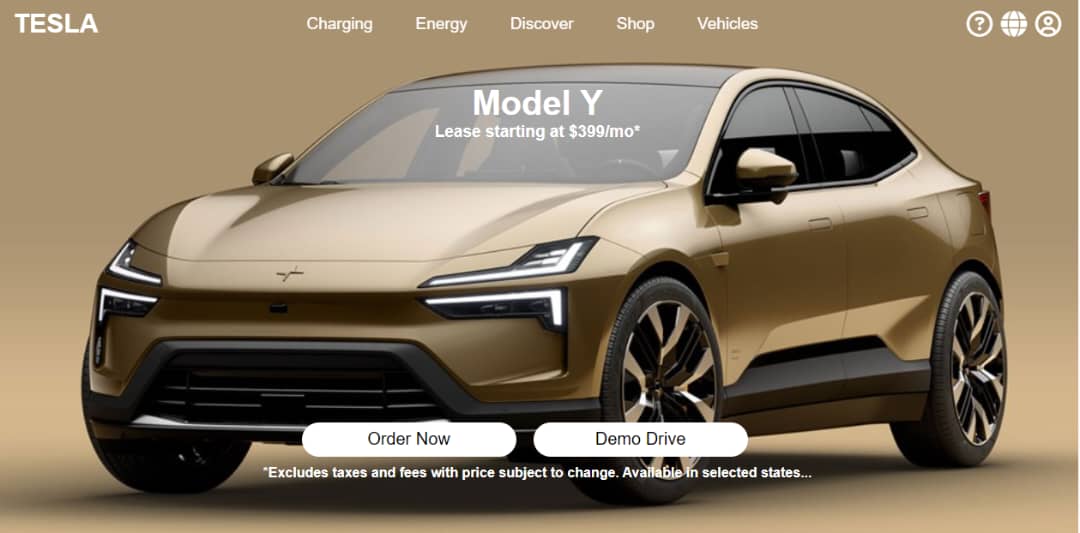 TESLA
Charging Energy Discover Shop Vehicles
Model Y
Lease starting at $399/mo*
Order Now Demo Drive
*Excludes taxes and fees with price subject to change. Available in selected states...